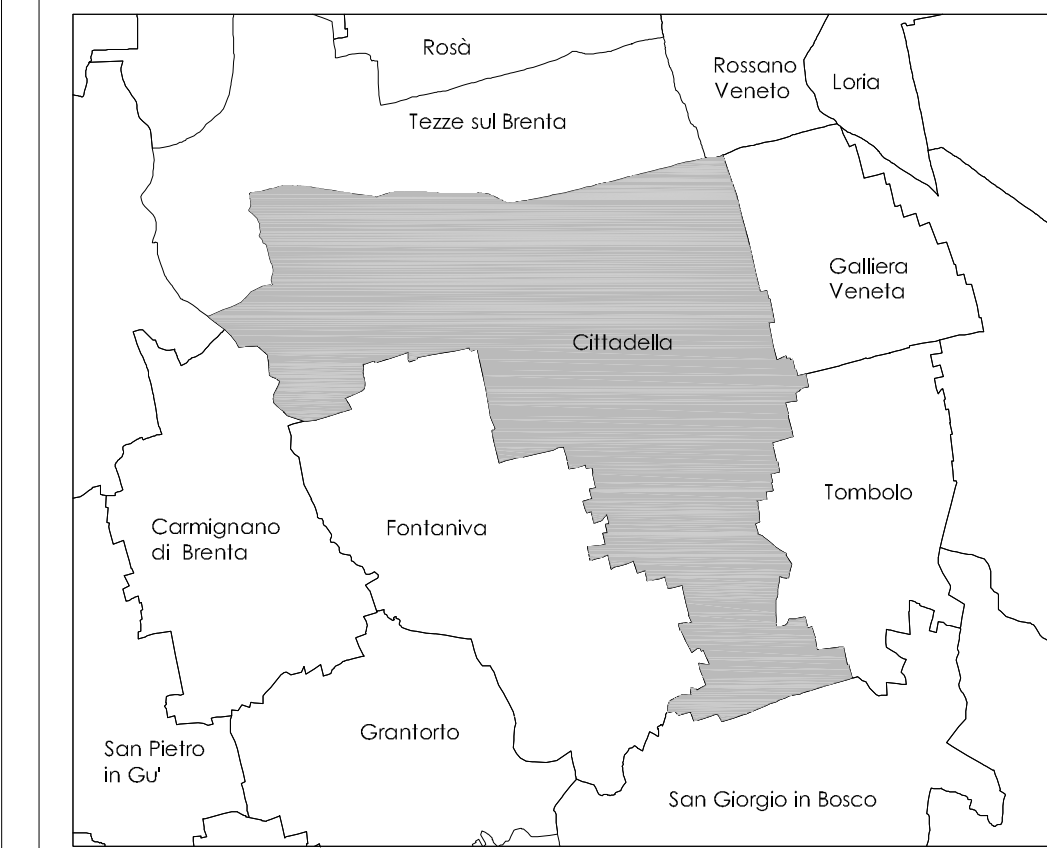 Rosà
Rossano
Veneto
Loria
Tezze sul Brenta
Galliera
Veneta
Cittadella
Tombolo
Carmignano
di Brenta
Fontaniva
Grantorto
San Pietro
in Gu'
San Giorgio in Bosco